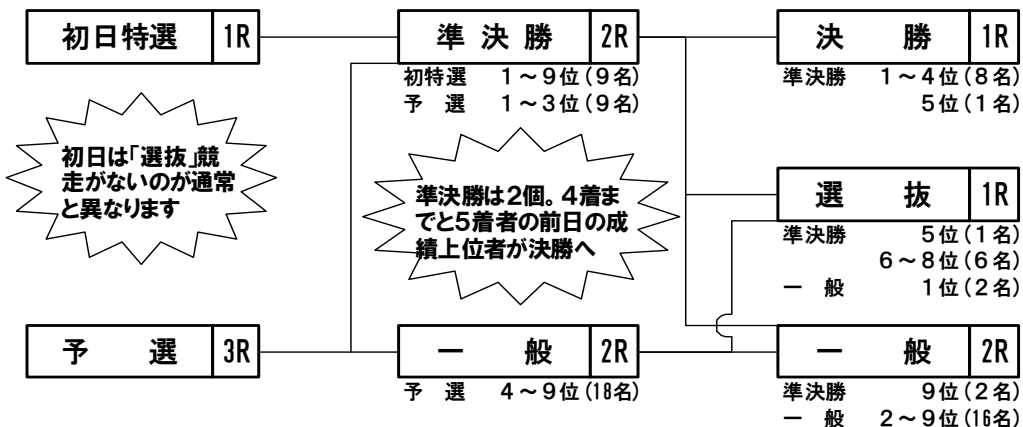 初日特選 1R
準決勝 2R
決勝 1R
初特選 1～9位(9名)
予選 1～3位(9名)
準決勝 1～4位(8名)
5位(1名)
初日は「選抜」競
走がないのが通常
と異なります
準決勝は2個。4着ま
でと5着者の前日の成
績上位者が決勝へ
選抜 1R
準決勝 5位(1名)
6～8位(6名)
一般 1位(2名)
予選 3R
一般 2R
一般 2R
予選 4～9位(18名)
準決勝 9位(2名)
一般 2～9位(16名)